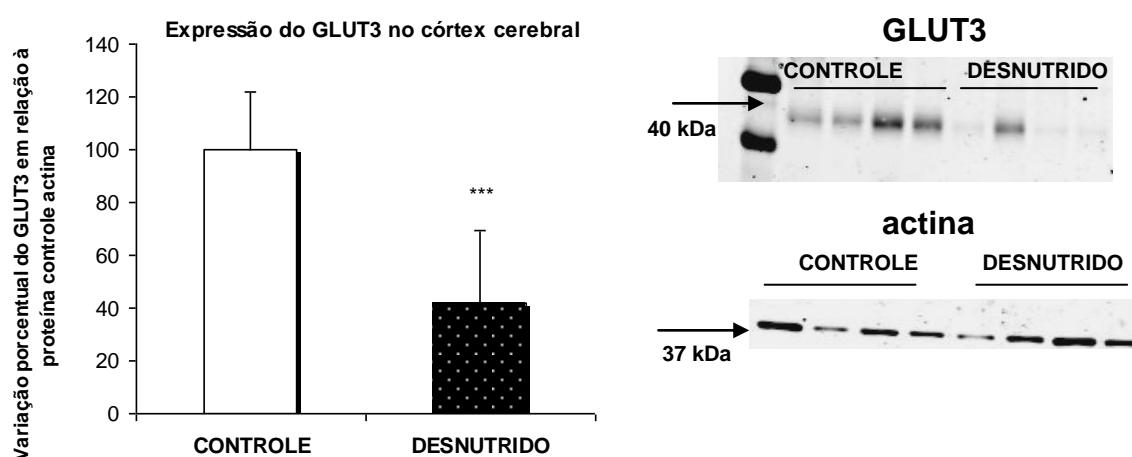 Expressão do GLUT3 no córtex cerebral
Variação porcentual do GLUT3 em relação à
proteína controle actina
140
120
100
80
60
40
20
0
***
CONTROLE
DESNUTRIDO
GLUT3
CONTROLE
DESNUTRIDO
40 kDa
actina
CONTROLE
DESNUTRIDO
37 kDa